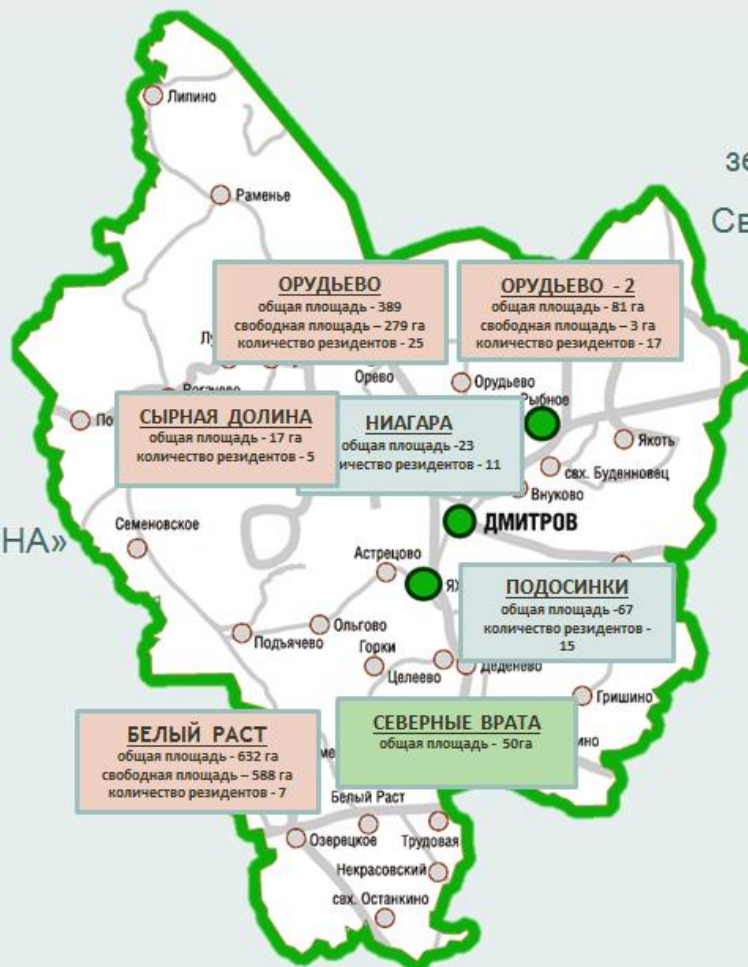 Липино
Раменье
ОРУДЬЕВО
общая площадь - 389
свободная площадь – 279 га
количество резидентов - 25
ОРУДЬЕВО - 2
общая площадь - 81 га
свободная площадь – 3 га
количество резидентов - 17
Орево
Орудьево
Рыбное
СЫРНАЯ ДОЛИНА
общая площадь - 17 га
количество резидентов - 5
НИАГАРА
общая площадь -23
резидентов - 11
Якоть
свх. Буденновец
Внуково
Семеновское
НА»
ДМИТРОВ
Астрецово
ПОДОСИНКИ
общая площадь -67
количество резидентов -
15
Ольгово
Подъячево
Горки
Целеево
Деденево
Гришино
БЕЛЫЙ РАСТ
общая площадь - 632 га
свободная площадь – 588 га
количество резидентов - 7
СЕВЕРНЫЕ ВРАТА
общая площадь - 50га
Белый Раст
Озерецкое
Трудовая
Некрасовский
свх. Останкино